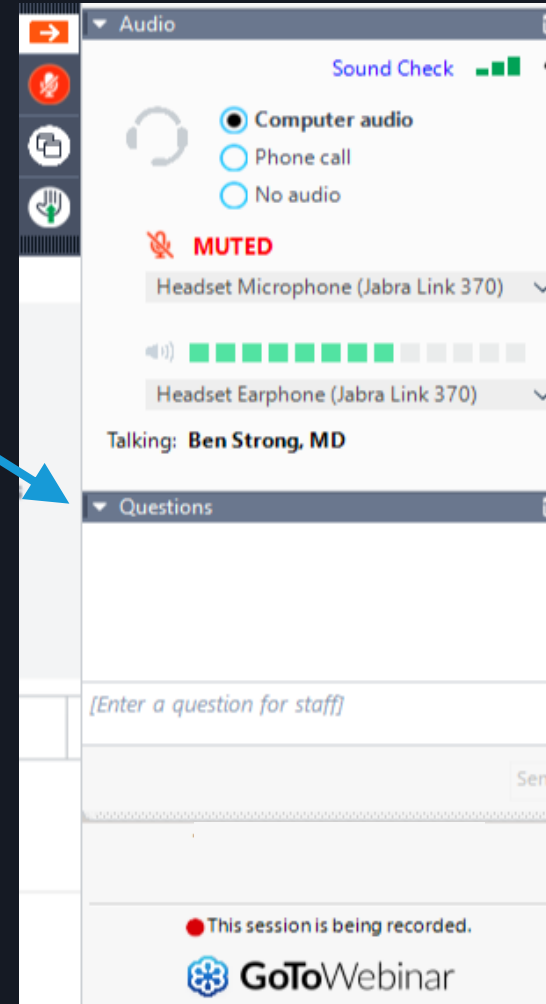 Audio
Sound Check
Computer audio
Phone call
No audio
MUTED
Headset Microphone (Jabra Link 370)
Headset Earphone (Jabra Link 370)
Talking: Ben Strong, MD
Questions
[Enter a question for staff]
Sen
This session is being recorded.
GoToWebinar